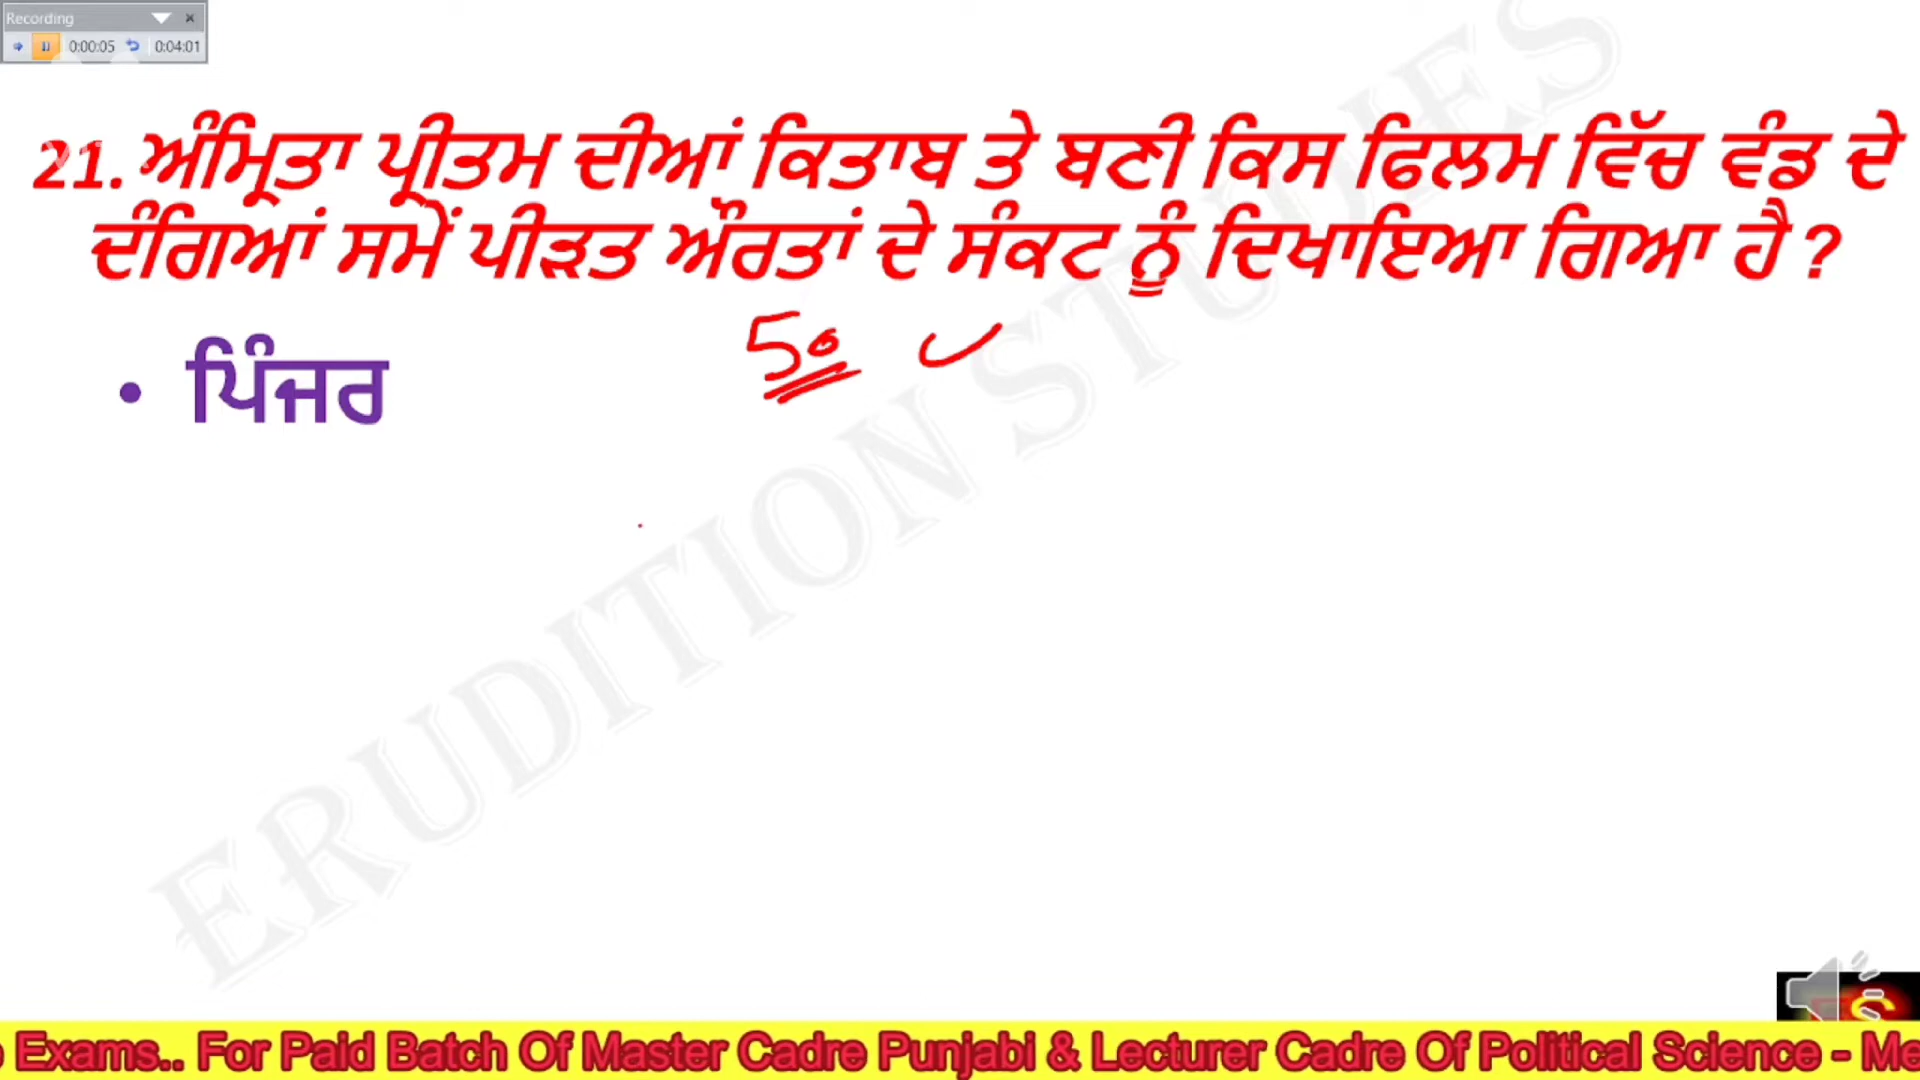 Recording
0:00:05 0:04:01
21. ਅੰਮ੍ਰਿਤਾ ਪ੍ਰੀਤਮ ਦੀਆਂ ਕਿਤਾਬ ਤੇ ਬਣੀ ਕਿਸ ਫਿਲਮ ਵਿੱਚ ਵੰਡ ਦੇ
ਦੰਗਿਆਂ ਸਮੇਂ ਪੀੜਤ ਔਰਤਾਂ ਦੇ ਸੰਕਟ ਨੂੰ ਦਿਖਾਇਆ ਗਿਆ ਹੈ ?
50
• ਪਿੰਜਰ
ERUDITION STUDIES
Exams.. For Paid Batch Of Master Cadre Punjabi & Lecturer Cadre Of Political Science - Me